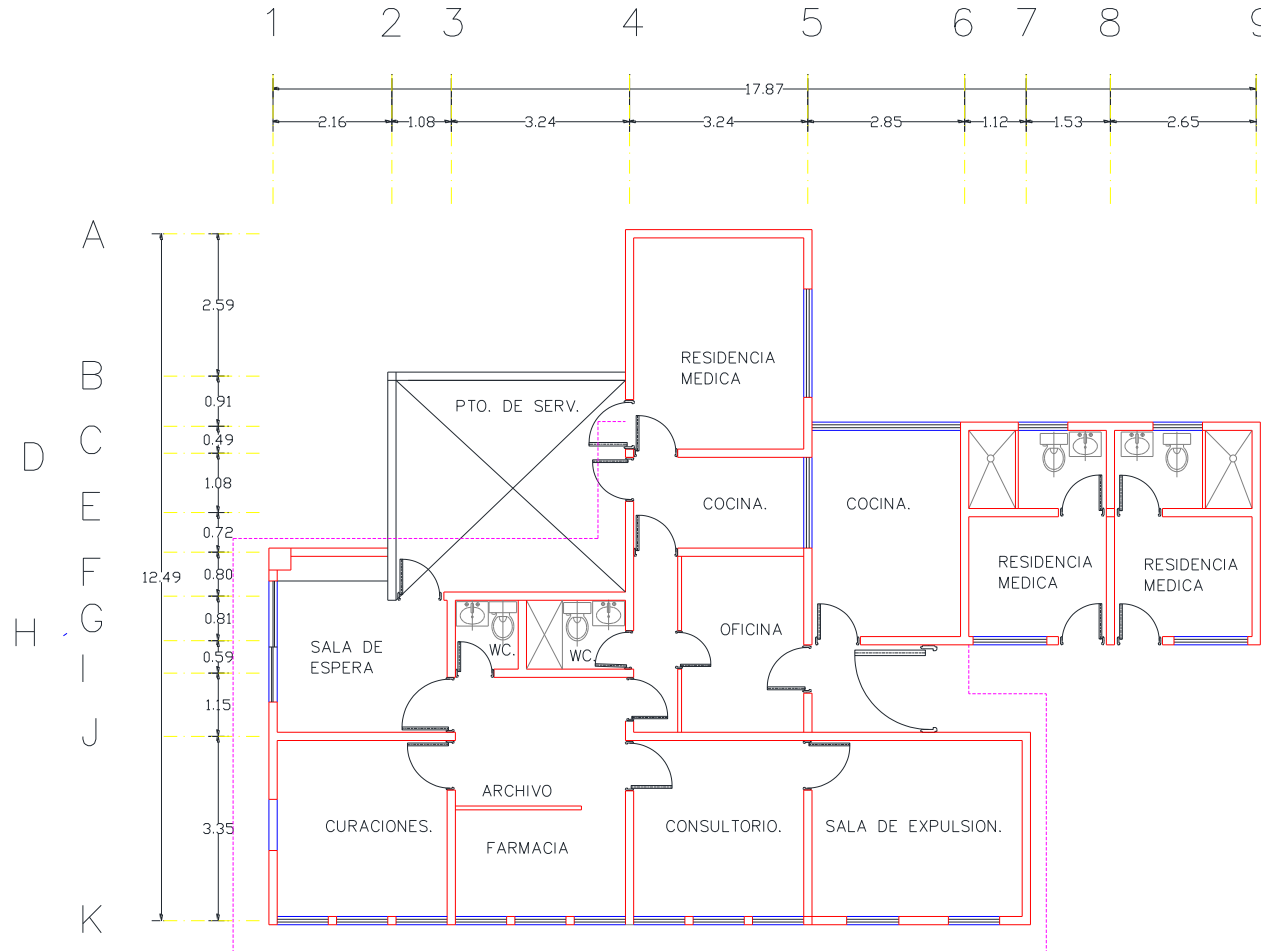 1 2 3 4 5 6 7 8 9
17.87
2.16 1.08 3.24 3.24 2.85 1.12 1.53 2.65
A
2.59
B
0.91
C
0.49
D
1.08
E
0.72
F
0.80
12.49
G
0.81
H
0.59
I
1.15
J
3.35
K
RESIDENCIA
MEDICA
PTO. DE SERV.
COCINA.
COCINA.
RESIDENCIA
MEDICA
RESIDENCIA
MEDICA
OFICINA
SALA DE
ESPERA
WC.
WC.
ARCHIVO
CURACIONES.
FARMACIA
CONSULTORIO.
SALA DE EXPULSION.